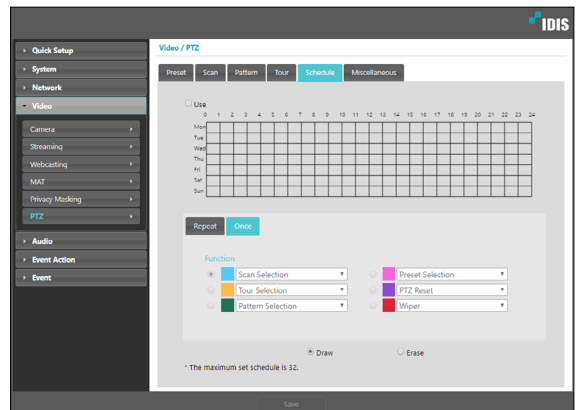 IDIS
Quick Setup
System
Network
Video
Camera
Streaming
Webcasting
MAT
Privacy Masking
PTZ
Audio
Event Action
Event
Video / PTZ
Preset Scan Pattern Tour Schedule Miscellaneous
Use
0 1 2 3 4 5 6 7 8 9 10 11 12 13 14 15 16 17 18 19 20 21 22 23 24
Mon
Tue
Wed
Thu
Fri
Sat
Sun
Repeat Once
Function
Scan Selection Preset Selection
Tour Selection PTZ Reset
Pattern Selection Wiper
Draw Erase
* The maximum set schedule is 32.
Save